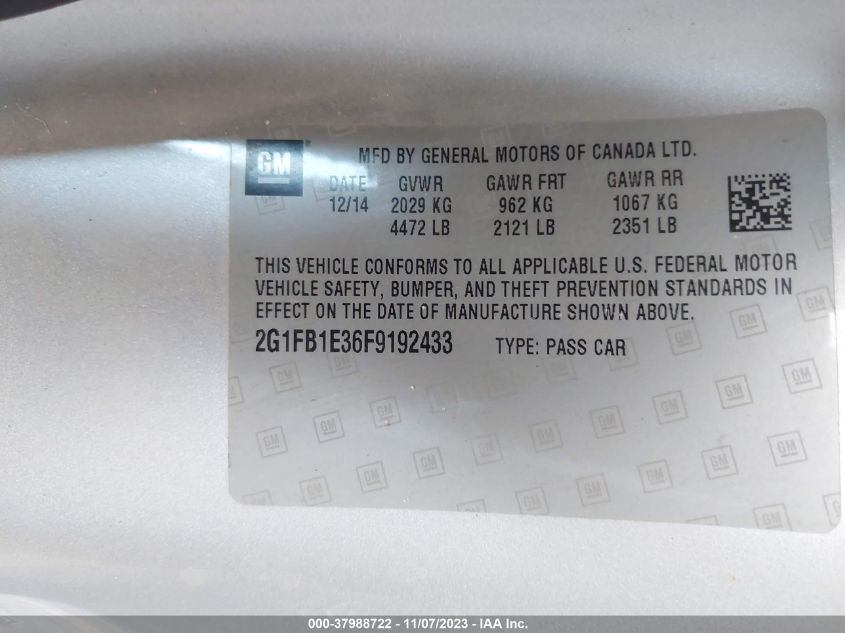 GM
MFD BY GENERAL MOTORS OF CANADA LTD.
DATE GVWR GAWR FRT GAWR RR
12/14 2029 KG 962 KG 1067 KG
4472 LB 2121 LB 2351 LB
THIS VEHICLE CONFORMS TO ALL APPLICABLE U.S. FEDERAL MOTOR
VEHICLE SAFETY, BUMPER, AND THEFT PREVENTION STANDARDS IN
EFFECT ON THE DATE OF MANUFACTURE SHOWN ABOVE.
2G1FB1E36F9192433 TYPE: PASS CAR
000-37988722 - 11/07/2023 - IAA Inc.